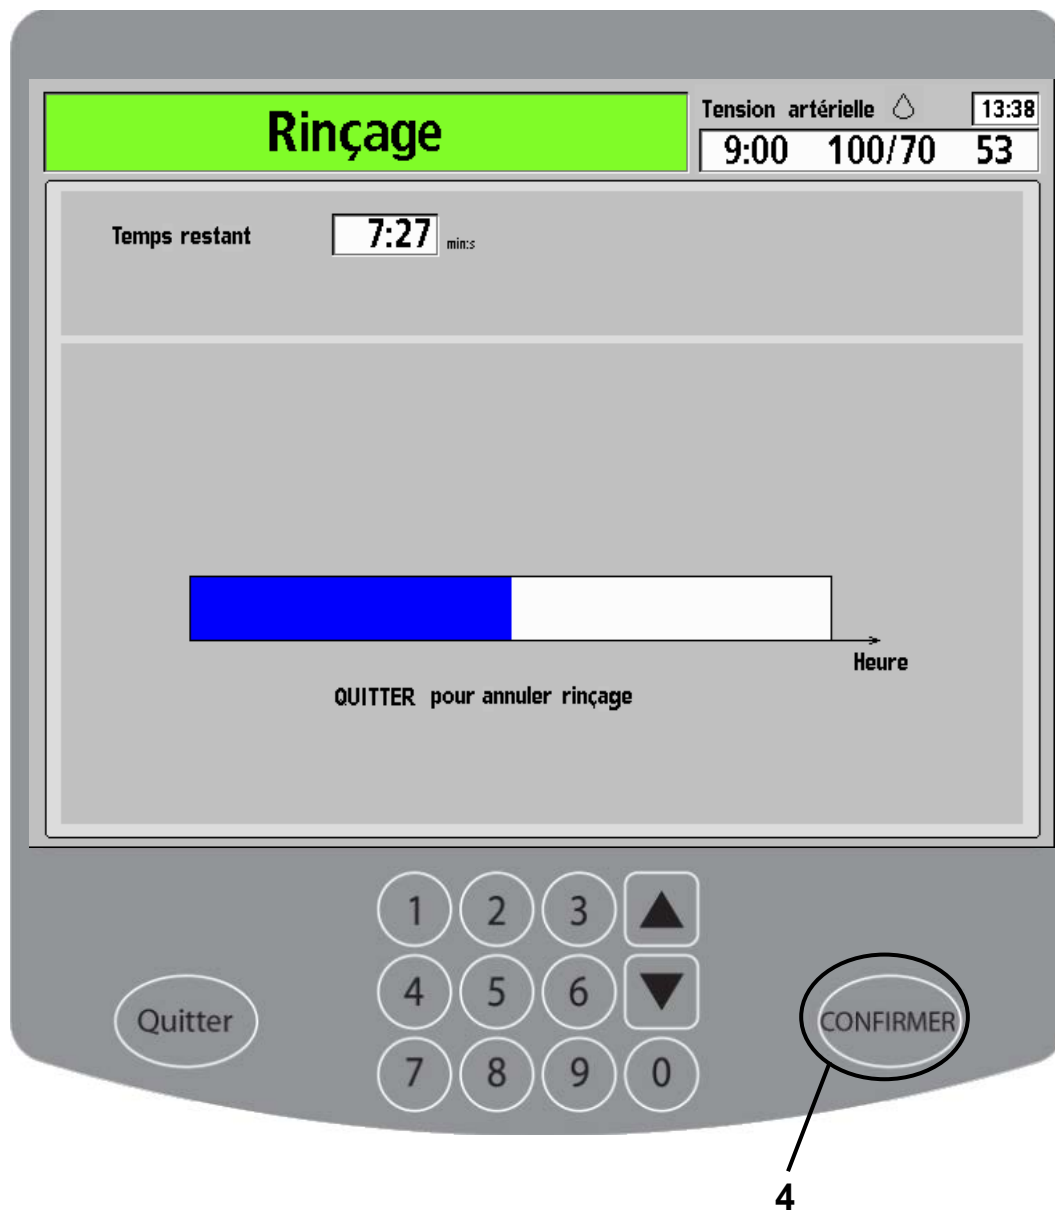 Rinçage
Tension artérielle 13:38
9:00 100/70 53
Temps restant 7:27 min:s
Heure
QUITTER pour annuler rinçage
1 2 3
4 5 6
Quitter
CONFIRMER
7 8 9 0
4